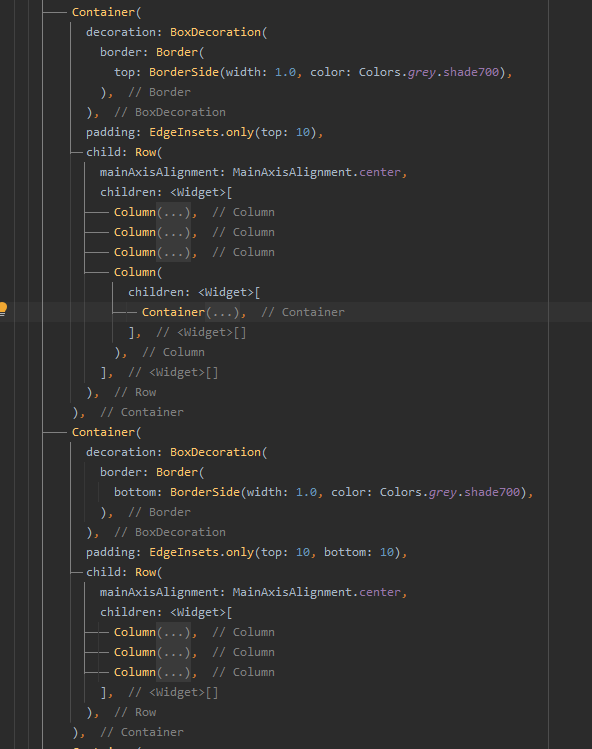 Container(
decoration: BoxDecoration(
border: Border(
top: BorderSide(width: 1.0, color: Colors.grey.shade700),
), // Border
), // BoxDecoration
padding: EdgeInsets.only(top: 10),
child: Row(
mainAxisAlignment: MainAxisAlignment.center,
children: <Widget>[
Column(...), // Column
Column(...), // Column
Column(...), // Column
Column(
children: <Widget>[
Container(...), // Container
], // <Widget>[]
), // Column
], // <Widget>[]
), // Row
), // Container
Container(
decoration: BoxDecoration(
border: Border(
bottom: BorderSide(width: 1.0, color: Colors.grey.shade700),
), // Border
), // BoxDecoration
padding: EdgeInsets.only(top: 10, bottom: 10),
child: Row(
mainAxisAlignment: MainAxisAlignment.center,
children: <Widget>[
Column(...), // Column
Column(...), // Column
Column(...), // Column
], // <Widget>[]
), // Row
), // Container